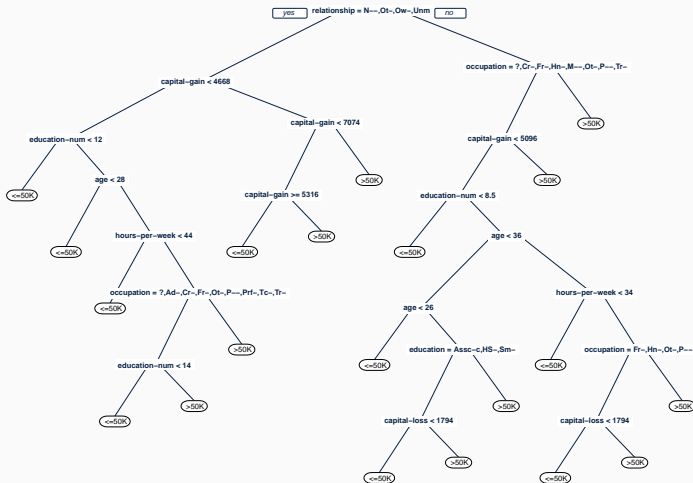 yes
relationship = N--,Ot-,Ow-,Unm
no
occupation = ?,Cr-,Fr-,Hn-,M--,Ot-,P--,Tr-
capital-gain < 4668
capital-gain < 7074
>50K
education-num < 12
capital-gain < 5096
age < 28
>50K
>50K
<=50K
capital-gain >= 5316
education-num < 8.5
hours-per-week < 44
>50K
age < 36
<=50K
<=50K
<=50K
occupation = ?,Ad-,Cr-,Fr-,Ot-,P--,Prf-,Tc-,Tr-
hours-per-week < 34
<=50K
age < 26
>50K
education = Assc-c,HS-,Sm-
occupation = Fr-,Hn-,Ot-,P--
education-num < 14
<=50K
<=50K
>50K
>50K
>50K
<=50K
capital-loss < 1794
capital-loss < 1794
>50K
>50K
<=50K
<=50K